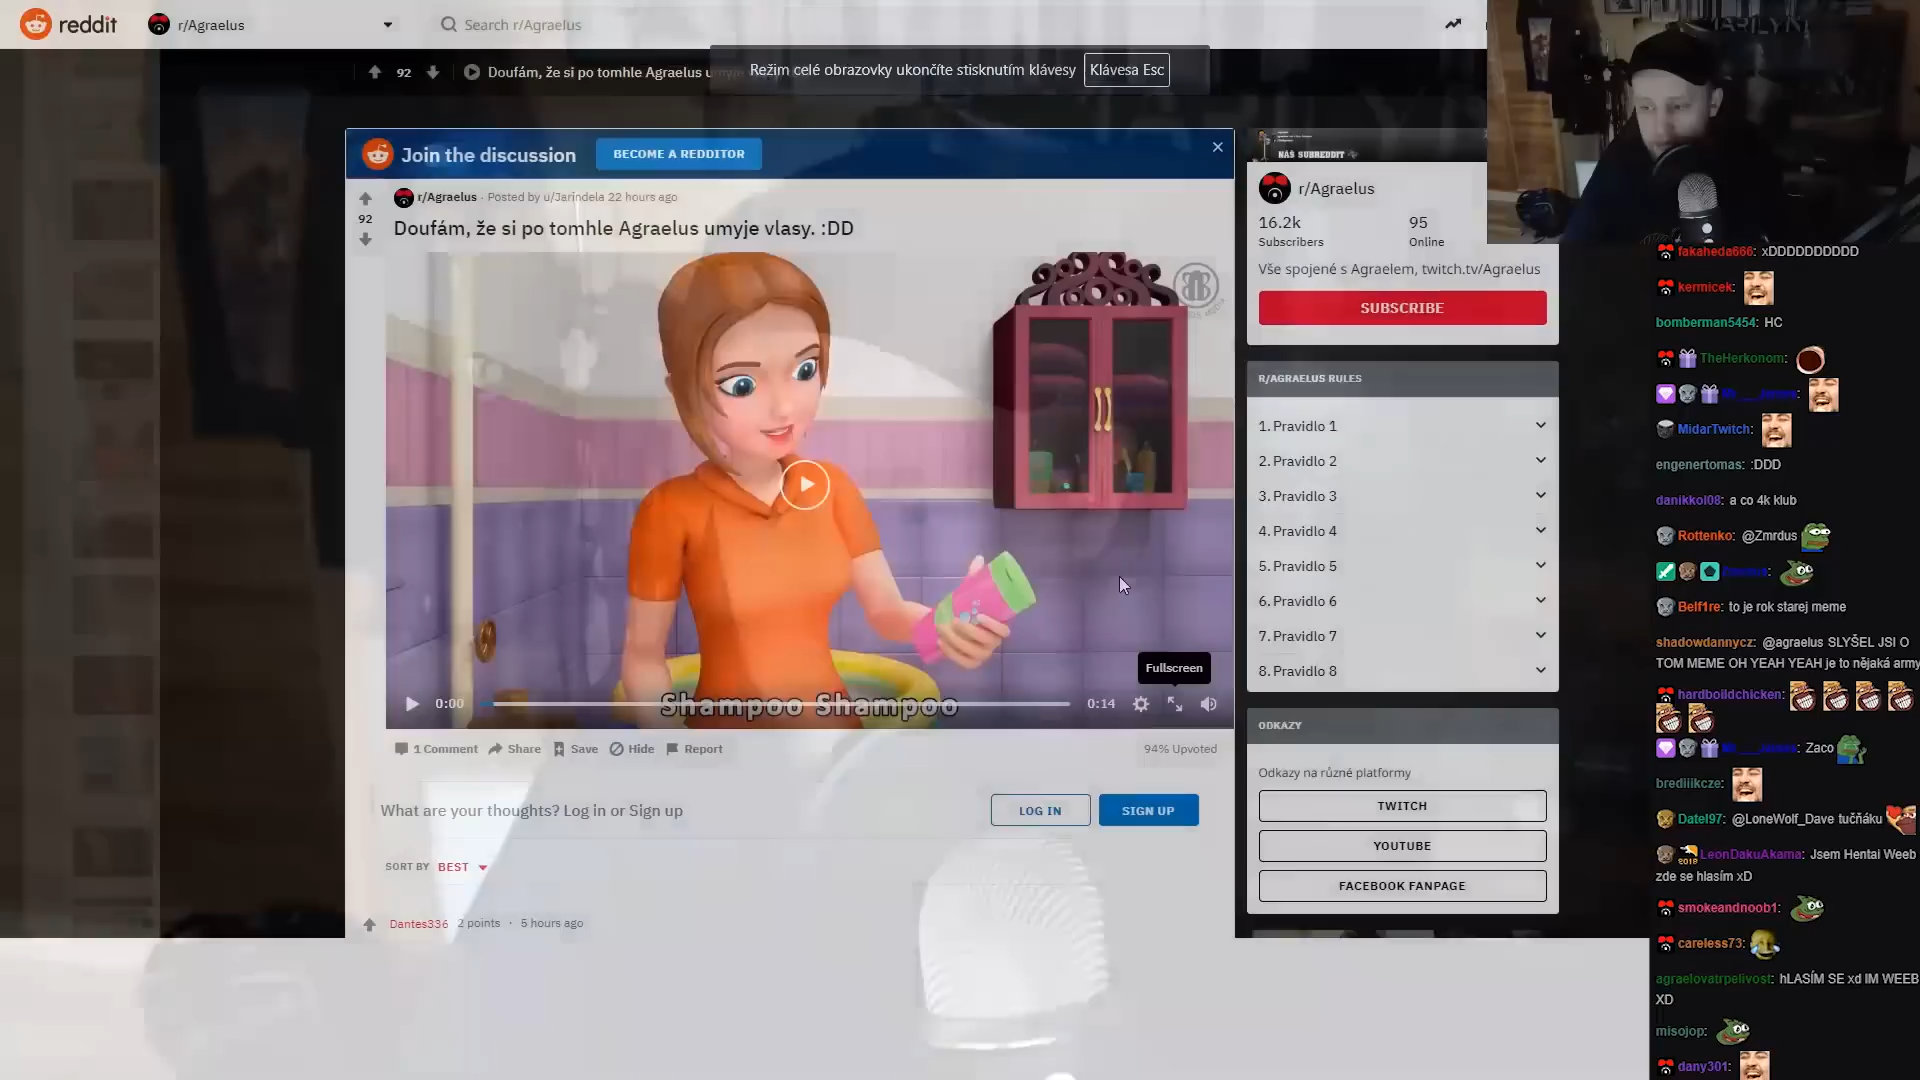 reddit
r/Agraelus
Search r/Agraelus
92
Doufám, že si po tomhle Agraelus
Režim celé obrazovky ukončíte stisknutím klávesy Klávesa Esc
Join the discussion
BECOME A REDDITOR
r/Agraelus · Posted by u/Jarindela 22 hours ago
92
Doufám, že si po tomhle Agraelus umyje vlasy. :DD
Shampoo Shampoo
0:00
0:14
Fullscreen
1 Comment
Share
Save
Hide
Report
94% Upvoted
What are your thoughts? Log in or Sign up
LOG IN
SIGN UP
SORT BY BEST
Dantes336 2 points · 5 hours ago
NÁŠ SUBREDDIT
r/Agraelus
16.2k
Subscribers
95
Online
Vše spojené s Agraelem, twitch.tv/Agraelus
SUBSCRIBE
R/AGRAELUS RULES
1. Pravidlo 1
2. Pravidlo 2
3. Pravidlo 3
4. Pravidlo 4
5. Pravidlo 5
6. Pravidlo 6
7. Pravidlo 7
8. Pravidlo 8
ODKAZY
Odkazy na různé platformy
TWITCH
YOUTUBE
FACEBOOK FANPAGE
fakaheda666: xDDDDDDDDDD
kermicek:
bomberman5454: HC
TheHerkonom:
MidarTwitch:
engenertomas: :DDD
danikkol08: a co 4k klub
Rottenko: @Zmrdus
Belf1re: to je rok starej meme
shadowdannycz: @agraelus SLYŠEL JSI O
TOM MEME OH YEAH YEAH je to nějaká army
hardboildchicken:
Zaco
brediiikcze:
Datel97: @LoneWolf_Dave tučňáku
LeonDakuAkama: Jsem Hentai Weeb
zde se hlasím xD
smokeandnoob1:
careless73:
agraelovatrpelivost: hLASÍM SE xd IM WEEB
XD
misojop:
dany301: